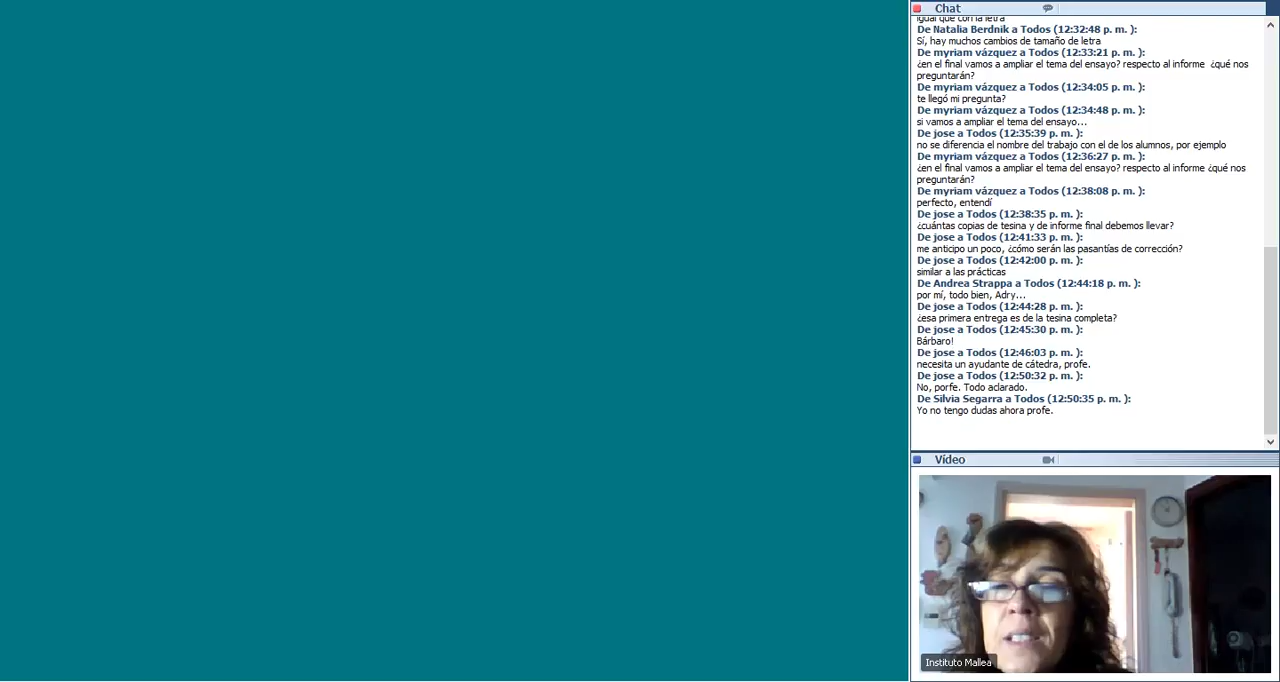 Chat
igual que con la letra
De Natalia Berdnik a Todos (12:32:48 p. m. ):
Sí, hay muchos cambios de tamaño de letra
De myriam vázquez a Todos (12:33:21 p. m. ):
¿en el final vamos a ampliar el tema del ensayo? respecto al informe ¿qué nos
preguntarán?
De myriam vázquez a Todos (12:34:05 p. m. ):
te llegó mi pregunta?
De myriam vázquez a Todos (12:34:48 p. m. ):
si vamos a ampliar el tema del ensayo...
De jose a Todos (12:35:39 p. m. ):
no se diferencia el nombre del trabajo con el de los alumnos, por ejemplo
De myriam vázquez a Todos (12:36:27 p. m. ):
¿en el final vamos a ampliar el tema del ensayo? respecto al informe ¿qué nos
preguntarán?
De myriam vázquez a Todos (12:38:08 p. m. ):
perfecto, entendí
De jose a Todos (12:38:35 p. m. ):
¿cuántas copias de tesina y de informe final debemos llevar?
De jose a Todos (12:41:33 p. m. ):
me anticipo un poco, ¿cómo serán las pasantías de corrección?
De jose a Todos (12:42:00 p. m. ):
similar a las prácticas
De Andrea Strappa a Todos (12:44:18 p. m. ):
por mí, todo bien, Adry...
De jose a Todos (12:44:28 p. m. ):
¿esa primera entrega es de la tesina completa?
De jose a Todos (12:45:30 p. m. ):
Bárbaro!
De jose a Todos (12:46:03 p. m. ):
necesita un ayudante de cátedra, profe.
De jose a Todos (12:50:32 p. m. ):
No, porfe. Todo aclarado.
De Silvia Segarra a Todos (12:50:35 p. m. ):
Yo no tengo dudas ahora profe.
Vídeo
Instituto Mallea